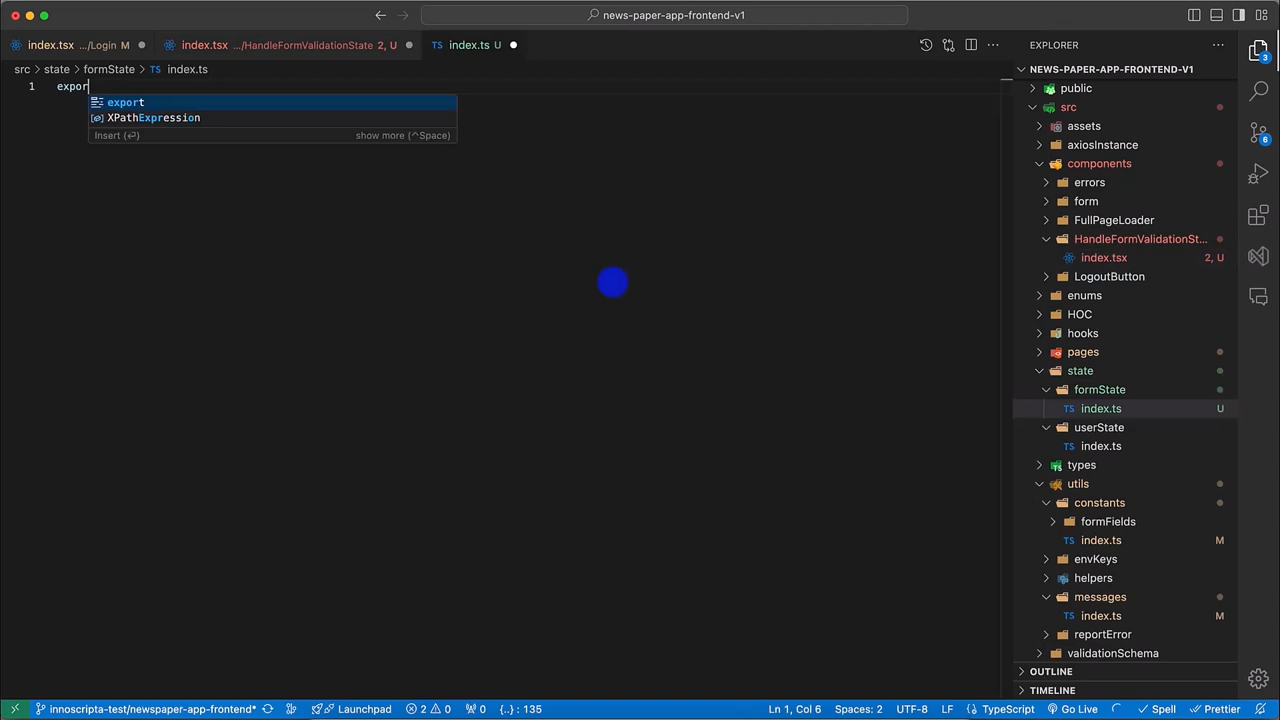 news-paper-app-frontend-v1
index.tsx .../Login M
index.tsx .../HandleFormValidationState 2, U
TS index.ts U
EXPLORER
src > state > formState > TS index.ts
1 expor
export
XPathExpression
Insert (⏎) show more (^Space)
NEWS-PAPER-APP-FRONTEND-V1
public
src
assets
axiosInstance
components
errors
form
FullPageLoader
HandleFormValidationSt...
index.tsx 2, U
LogoutButton
enums
HOC
hooks
pages
state
formState
TS index.ts U
userState
TS index.ts
types
utils
constants
formFields
TS index.ts M
envKeys
helpers
messages
TS index.ts M
reportError
validationSchema
OUTLINE
TIMELINE
3
6
innoscripta-test/newspaper-app-frontend* Launchpad 2 0 0 {..} : 135 Ln 1, Col 6 Spaces: 2 UTF-8 LF TypeScript Go Live Spell Prettier